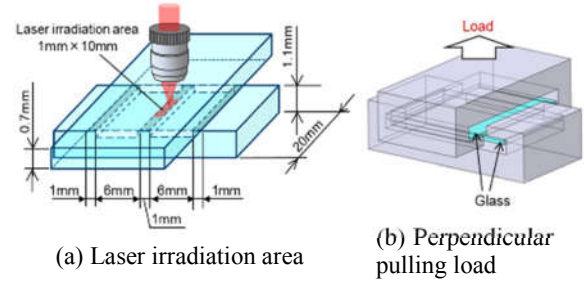 Laser irradiation area
1mm×10mm
1.1mm
0.7mm
20mm
1mm
6mm
6mm
1mm
1mm
(a) Laser irradiation area
Load
Glass
(b) Perpendicular
pulling load